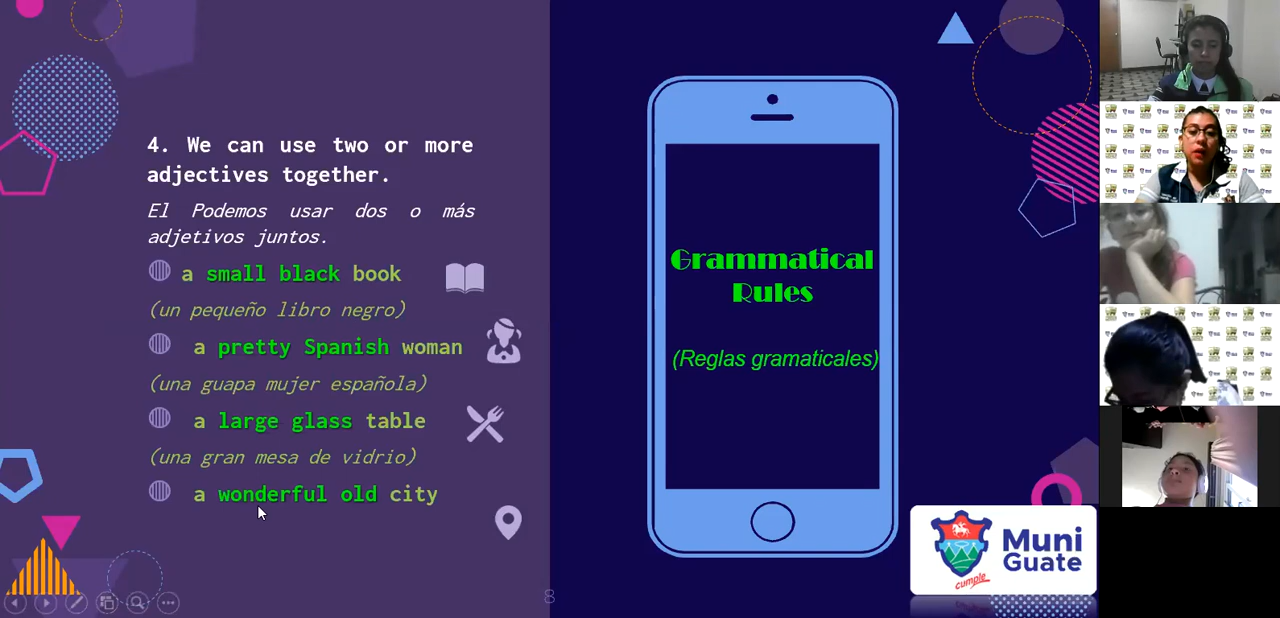 4. We can use two or more
adjectives together.
El Podemos usar dos o más
adjetivos juntos.
a small black book
(un pequeño libro negro)
a pretty Spanish woman
(una guapa mujer española)
a large glass table
(una gran mesa de vidrio)
a wonderful old city
Grammatical
Rules
(Reglas gramaticales)
Muni
Guate
cumple
8